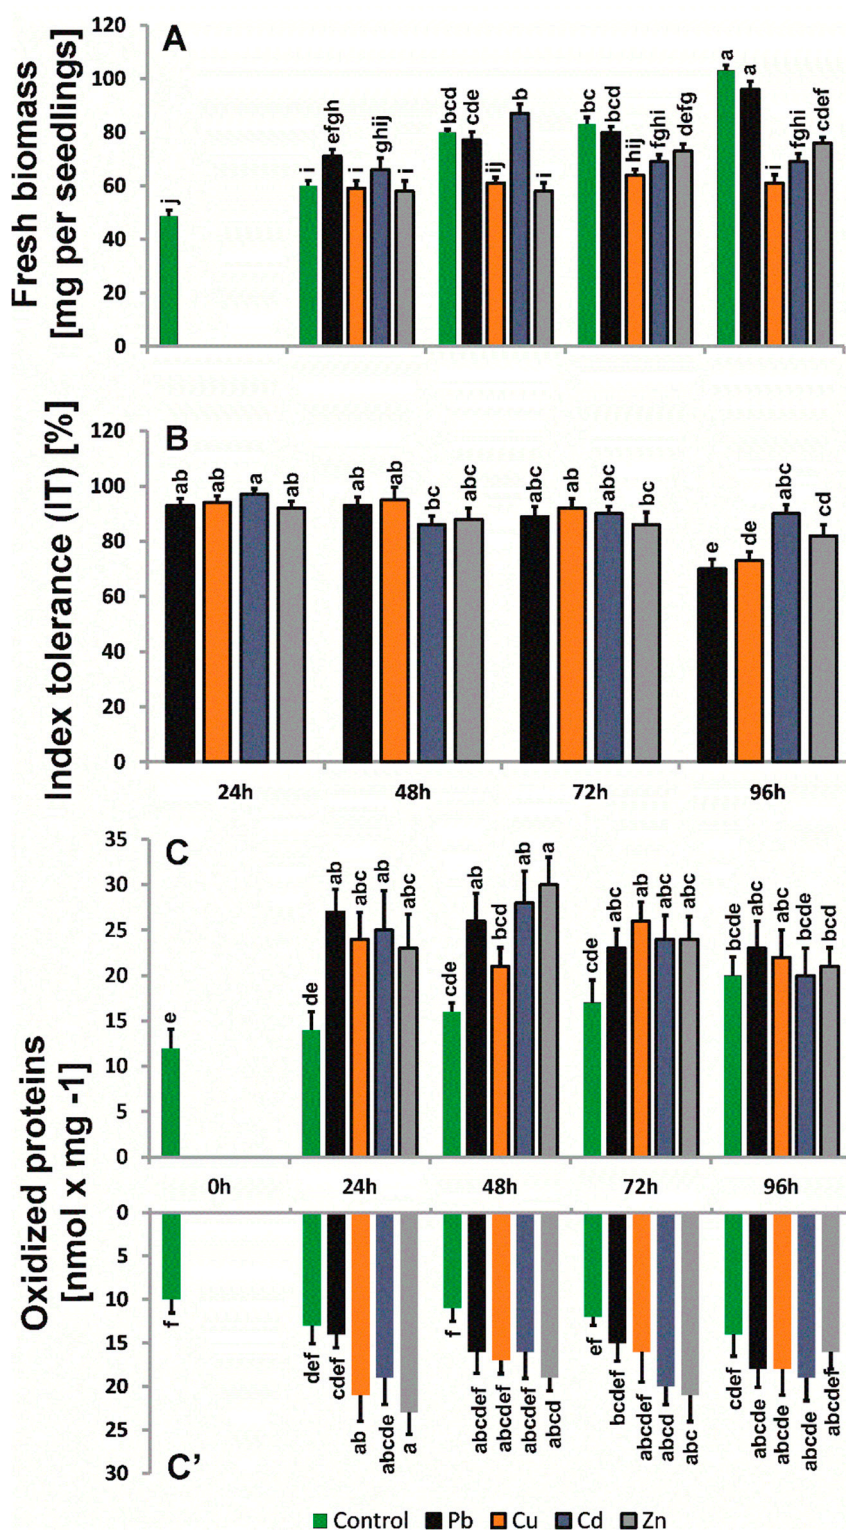 A
Fresh biomass
[mg per seedlings]
120
100
80
60
40
20
0
j
i efgh i ghij i
bcd cde ij b i
bc bcd hij fghi defg
a a i fghi cdef
B
Index tolerance (IT) [%]
120
100
80
60
40
20
0
ab ab a ab
ab ab bc abc
abc ab abc bc
e de abc cd
24h 48h 72h 96h
C
Oxidized proteins
[nmol x mg -1]
35
30
25
20
15
10
5
0
e
de ab abc ab abc
cde ab bcd ab a
cde abc ab abc abc
bcde abc abc bcde bcd
0h 24h 48h 72h 96h
0
5
10
15
20
25
30
f
def cdef ab abcde a
f abcdef abcdef abcdef abcd
ef bcdef abcdef abcd abc
cdef abcde abcde abcde abcdef
C'
Control Pb Cu Cd Zn